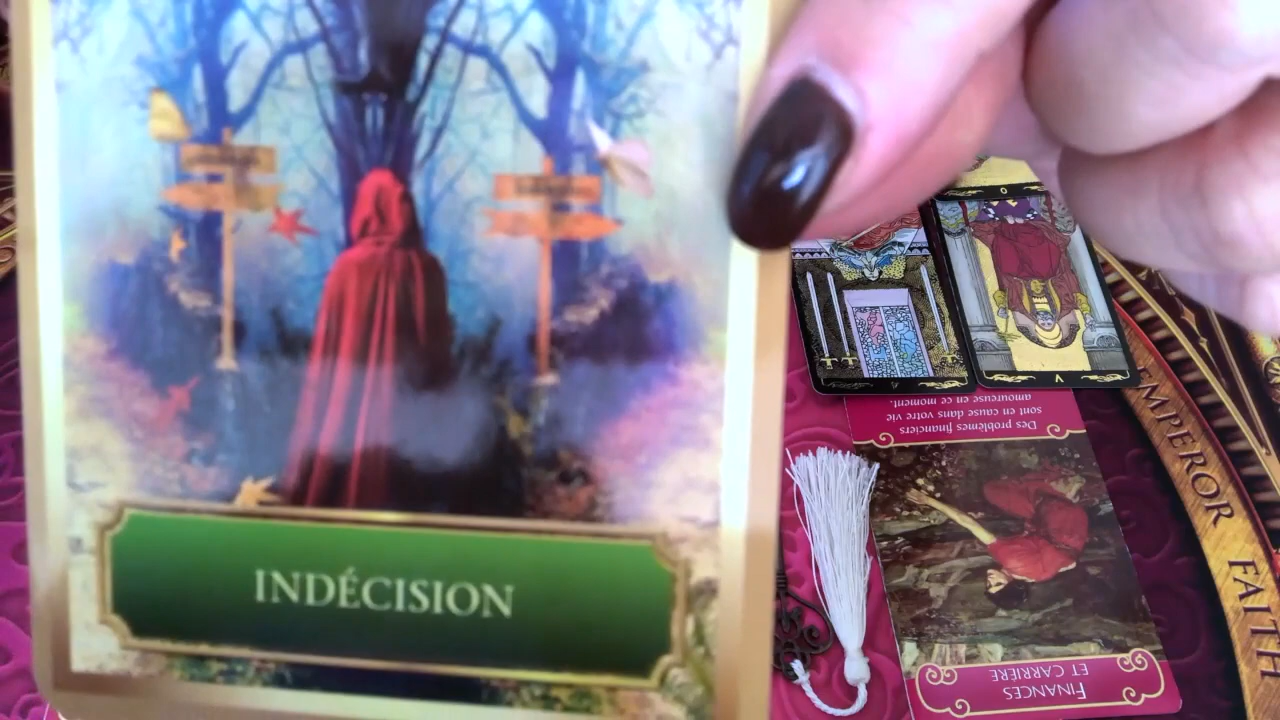 INDÉCISION
0
V
Des problèmes financiers
sont en cause dans votre vie
amoureuse en ce moment.
FINANCES
ET CARRIÈRE
EMPEROR
FAITH